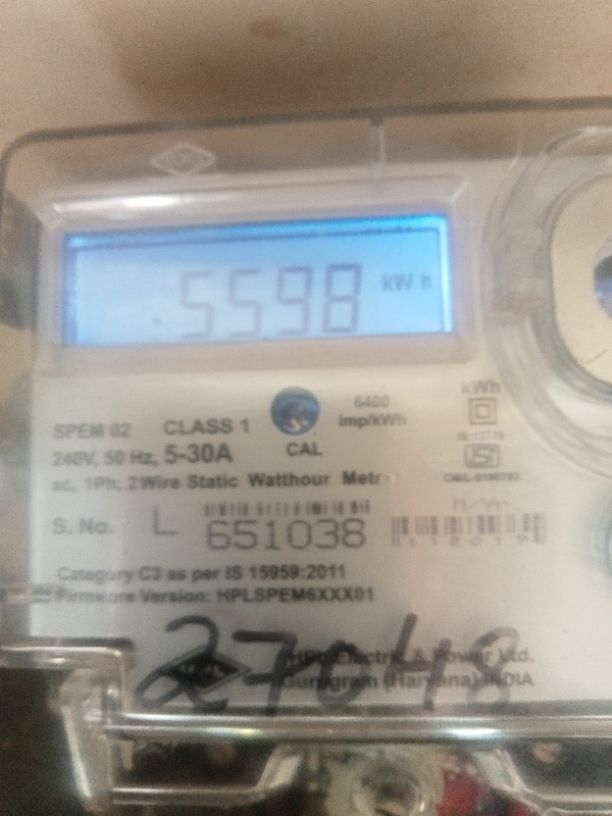 5598 kWh
SPEM 02 CLASS 1
6400 imp/kWh
kWh
240V, 50 Hz, 5-30A
CAL
ac, 1Ph, 2Wire Static Watthour Metr
S. No. L 651038
M/Yr.
Category C3 as per IS 15959:2011
Firmware Version: HPLSPEM6XXX01
27048
HPL Electric & Power Ltd.
Gurugram (Haryana) INDIA